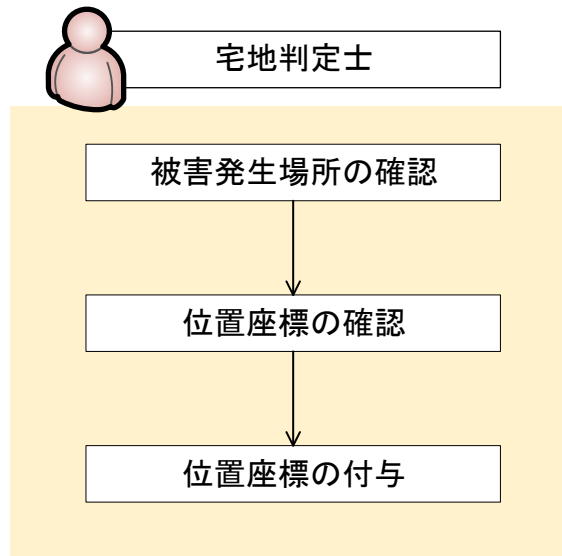 宅地判定士
被害発生場所の確認
位置座標の確認
位置座標の付与